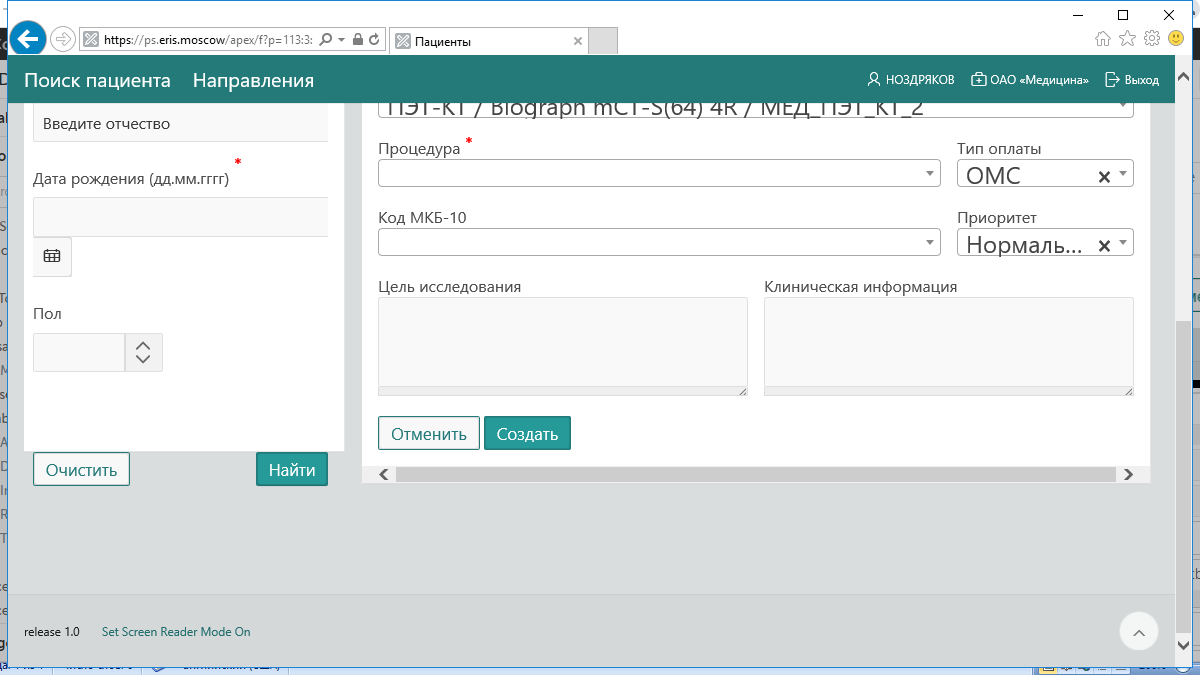 https://ps.eris.moscow/apex/f?p=113:3:
Пациенты
Поиск пациента Направления
НОЗДРЯКОВ ОАО «Медицина» Выход
Введите отчество
Дата рождения (дд.мм.гггг) *
Пол
Очистить Найти
ПЭТ-КТ / Biograph mCT-S(64) 4R / МЕД_ПЭТ_КТ_2
Процедура * Тип оплаты
ОМС
Код МКБ-10 Приоритет
Нормаль...
Цель исследования Клиническая информация
Отменить Создать
release 1.0 Set Screen Reader Mode On